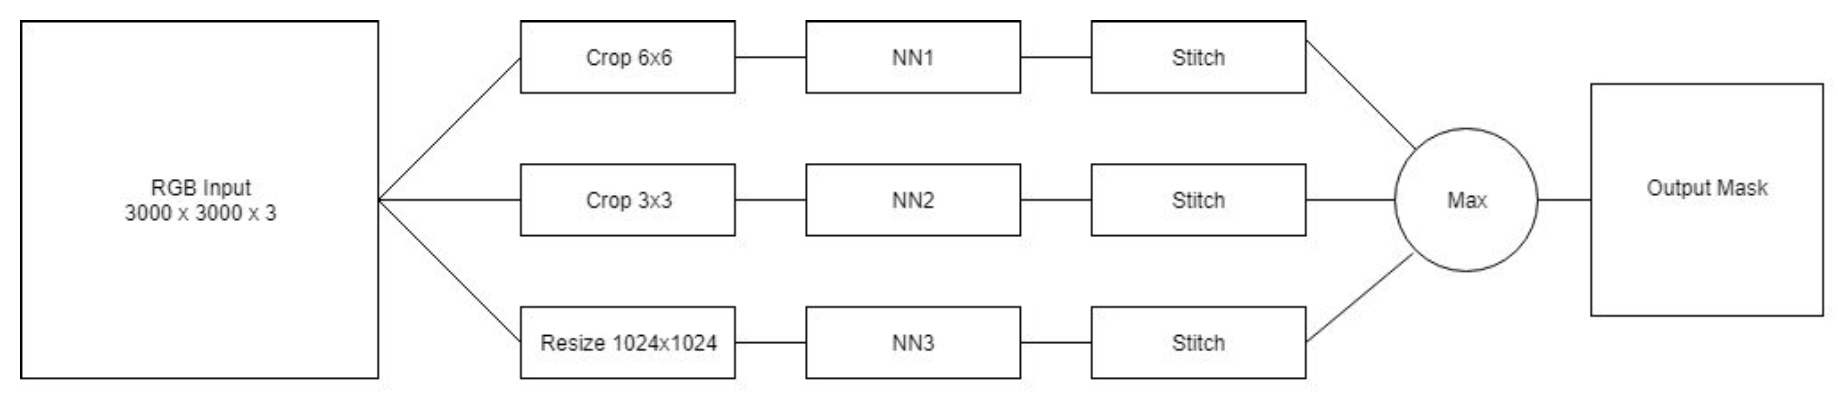 RGB Input
3000 x 3000 x 3
Crop 6x6
NN1
Stitch
Crop 3x3
NN2
Stitch
Resize 1024x1024
NN3
Stitch
Max
Output Mask